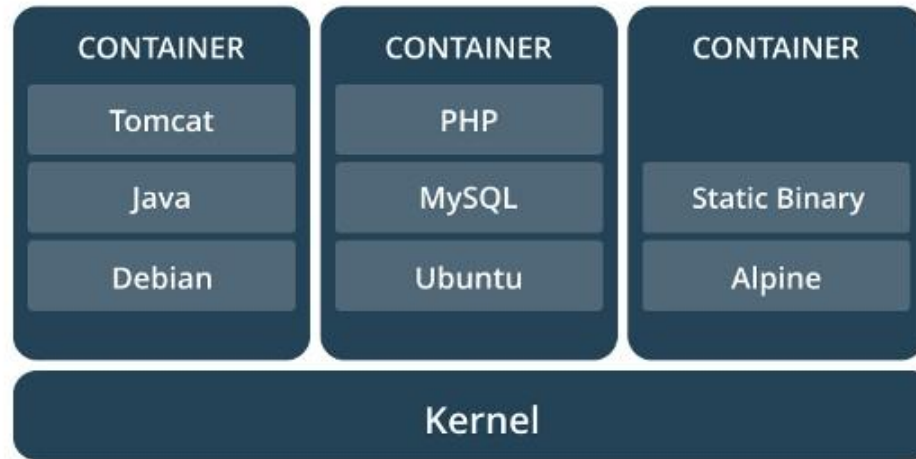 CONTAINER
Tomcat
Java
Debian
CONTAINER
PHP
MySQL
Ubuntu
CONTAINER
Static Binary
Alpine
Kernel